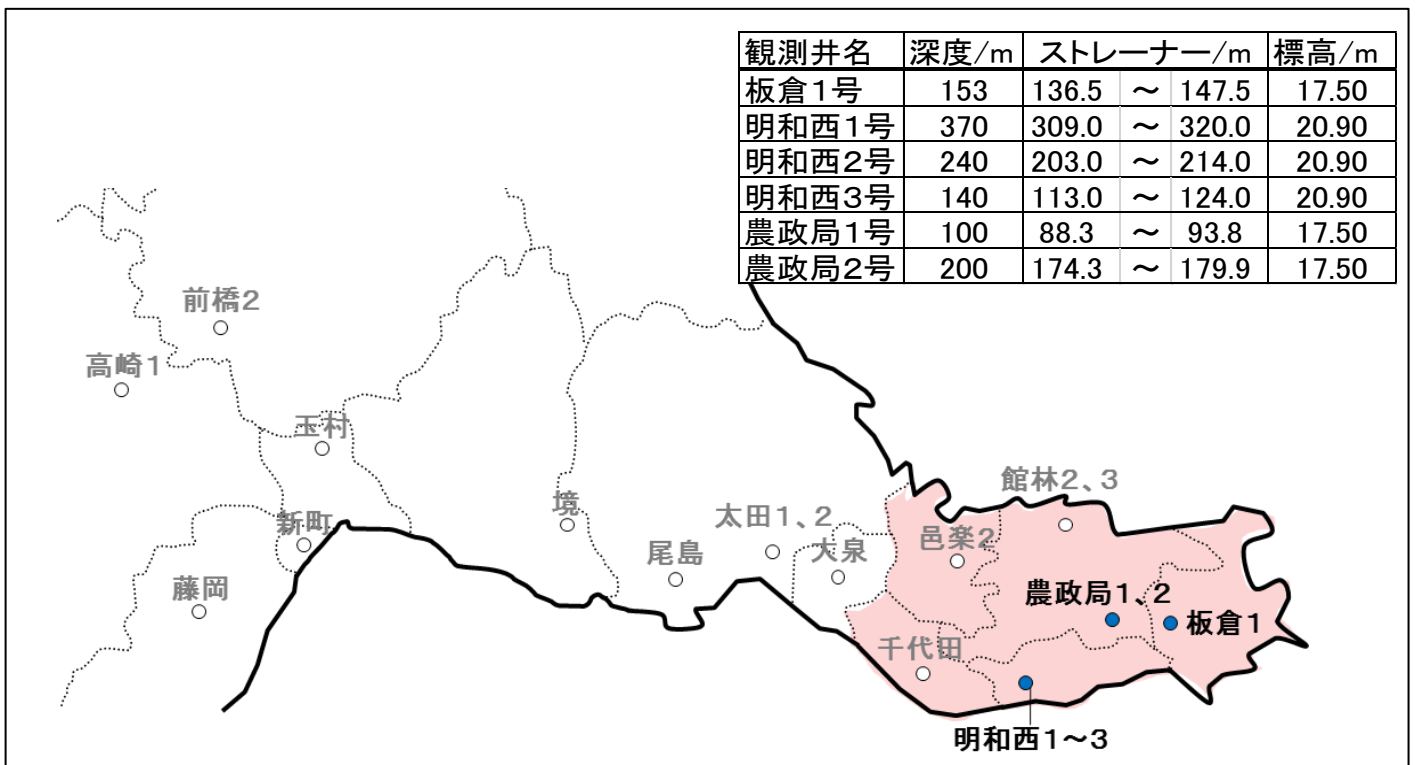 観測井名 深度/m ストレーナー/m 標高/m
板倉1号 153 136.5 ～ 147.5 17.50
明和西1号 370 309.0 ～ 320.0 20.90
明和西2号 240 203.0 ～ 214.0 20.90
明和西3号 140 113.0 ～ 124.0 20.90
農政局1号 100 88.3 ～ 93.8 17.50
農政局2号 200 174.3 ～ 179.9 17.50
前橋2
高崎1
玉村
新町
藤岡
境
尾島
太田1、2
大泉
邑楽2
館林2、3
農政局1、2
板倉1
千代田
明和西1～3